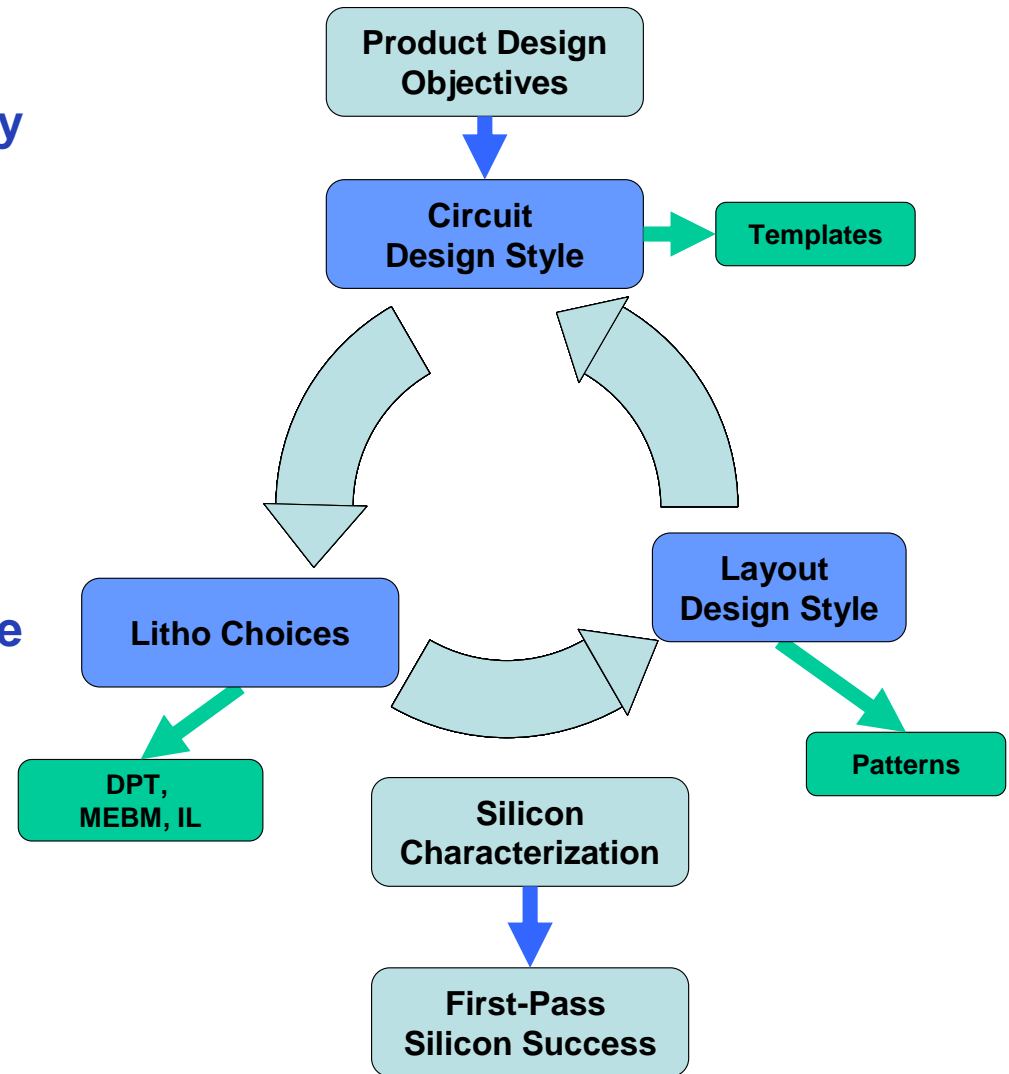 Product Design
Objectives
y
Circuit
Design Style
Templates
Layout
Design Style
Litho Choices
e
Patterns
DPT,
MEBM, IL
Silicon
Characterization
First-Pass
Silicon Success